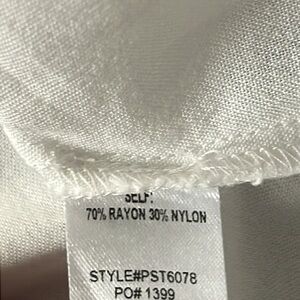 SELF:
70% RAYON 30% NYLON
STYLE#PST6078
PO# 1399